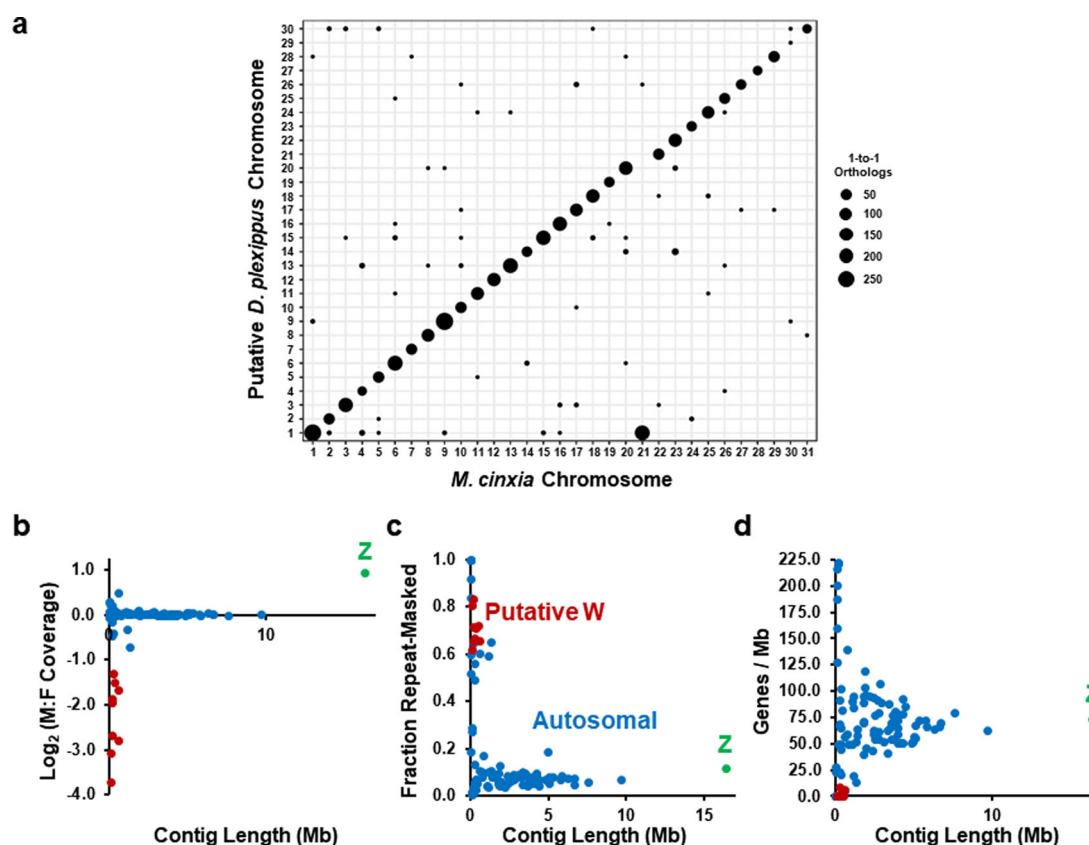 a
Putative D. plexippus Chromosome
30
29
28
27
26
25
24
23
22
21
20
19
18
17
16
15
14
13
12
11
10
9
8
7
6
5
4
3
2
1
1 2 3 4 5 6 7 8 9 10 11 12 13 14 15 16 17 18 19 20 21 22 23 24 25 26 27 28 29 30 31
M. cinxia Chromosome
1-to-1
Orthologs
50
100
150
200
250
b
Log2 (M:F Coverage)
1.0
0.0
-1.0
-2.0
-3.0
-4.0
0 10
Z
Contig Length (Mb)
c
Fraction Repeat-Masked
1.0
0.8
0.6
0.4
0.2
0.0
Putative W
Autosomal
Z
0 5 10 15
Contig Length (Mb)
d
Genes / Mb
225.0
200.0
175.0
150.0
125.0
100.0
75.0
50.0
25.0
0.0
0 10
Contig Length (Mb)